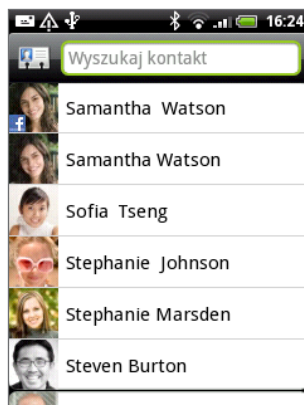 16:24
Wyszukaj kontakt
Samantha Watson
f
Samantha Watson
Sofia Tseng
Stephanie Johnson
Stephanie Marsden
Steven Burton